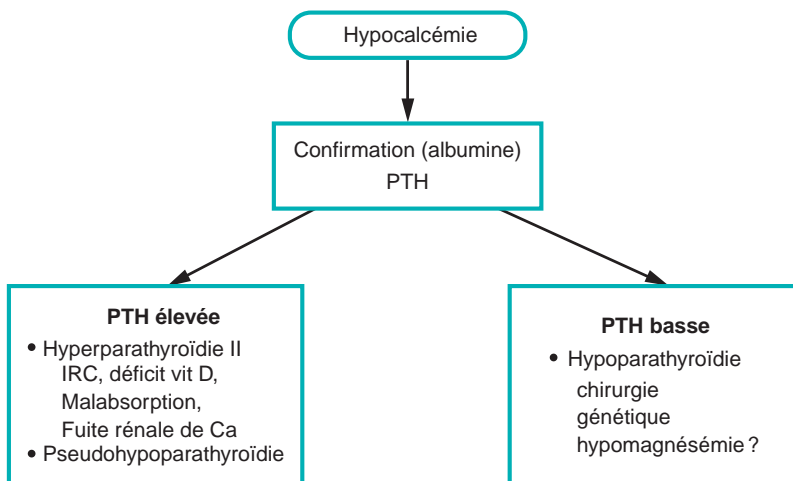 Hypocalcémie
Confirmation (albumine)
PTH
PTH élevée
• Hyperparathyroïdie II
IRC, déficit vit D,
Malabsorption,
Fuite rénale de Ca
• Pseudohypoparathyroïdie
PTH basse
• Hypoparathyroïdie
chirurgie
génétique
hypomagnésémie ?